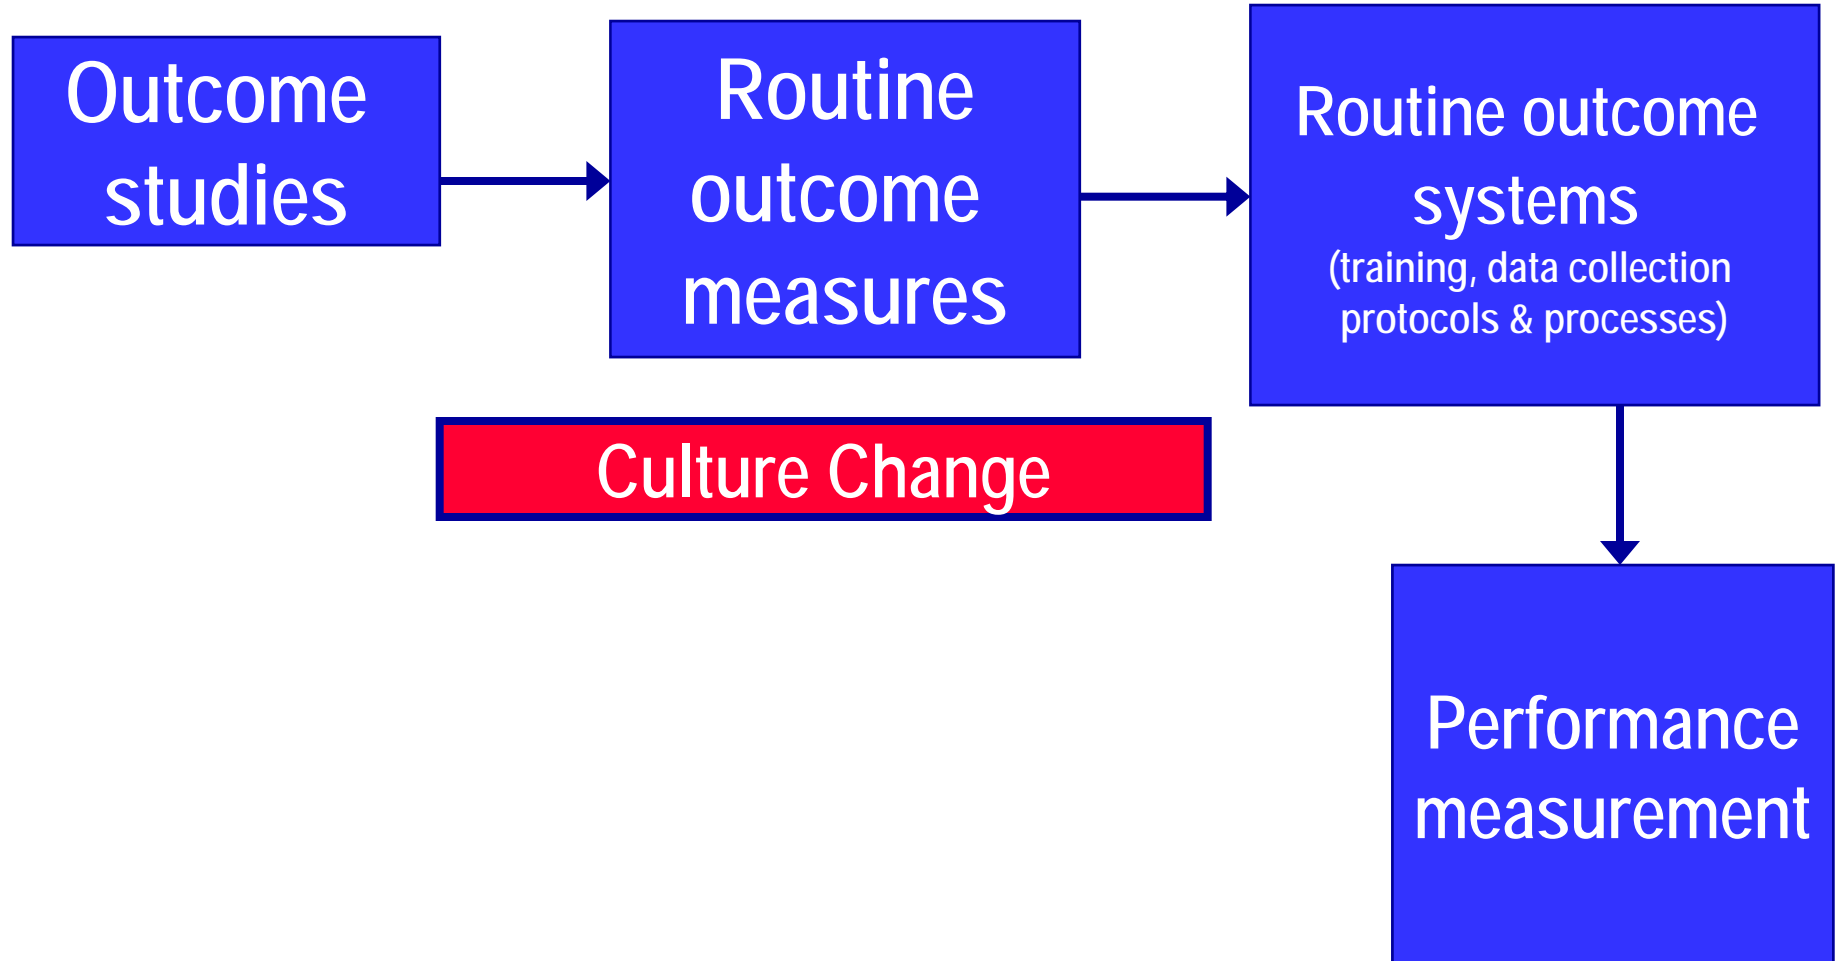 Outcome
studies
Routine
outcome
measures
Routine outcome
systems
(training, data collection
protocols & processes)
Culture Change
Performance
measurement